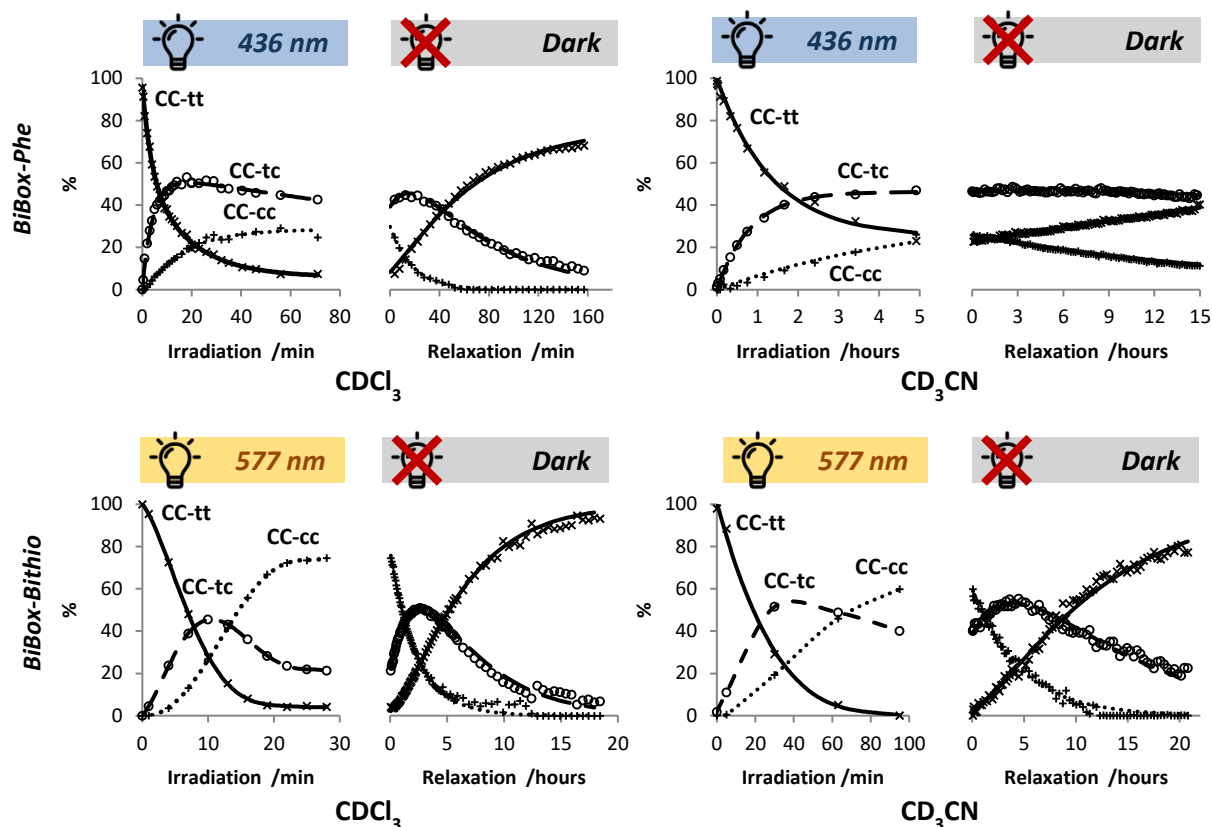 436 nm
Dark
436 nm
Dark
BiBox-Phe
%
100
80
60
40
20
0
CC-tt
CC-tc
CC-cc
0 20 40 60 80
Irradiation /min
0 40 80 120 160
Relaxation /min
CDCl3
%
100
80
60
40
20
0
CC-tt
CC-tc
CC-cc
0 1 2 3 4 5
Irradiation /hours
0 3 6 9 12 15
Relaxation /hours
CD3CN
577 nm
Dark
577 nm
Dark
BiBox-Bithio
%
100
80
60
40
20
0
CC-tt
CC-cc
CC-tc
0 10 20 30
Irradiation /min
0 5 10 15 20
Relaxation /hours
CDCl3
%
100
80
60
40
20
0
CC-tt
CC-tc
CC-cc
0 20 40 60 80 100
Irradiation /min
0 5 10 15 20
Relaxation /hours
CD3CN